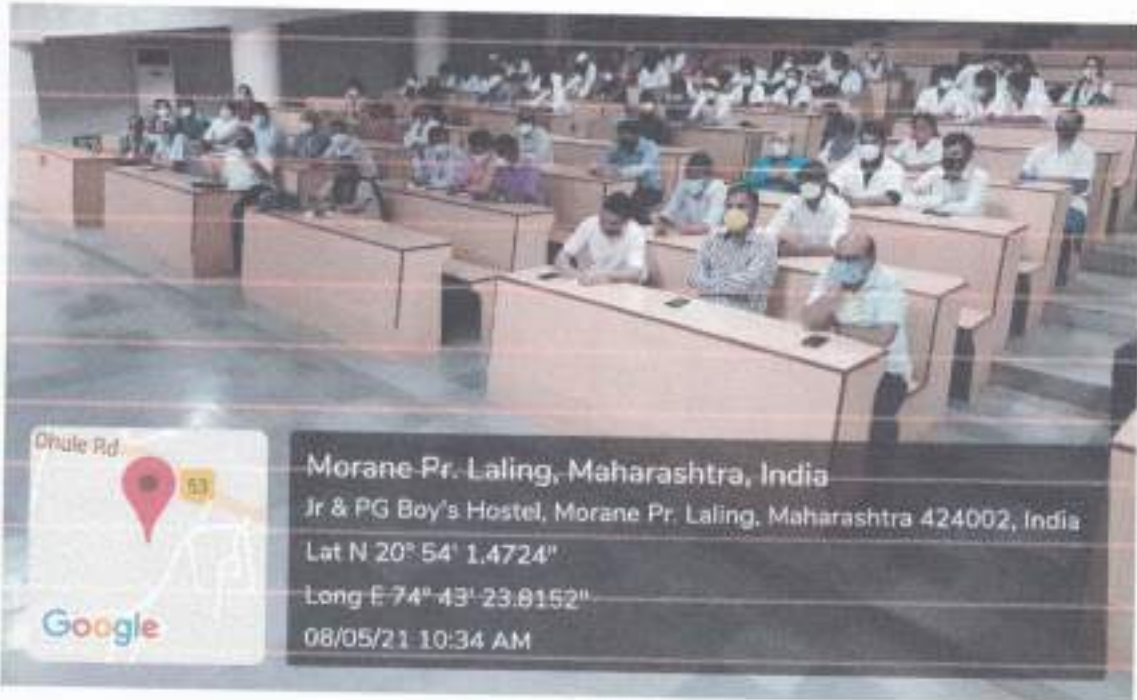 Dhule Rd
53
Google
Morane Pr. Laling, Maharashtra, India
Jr & PG Boy's Hostel, Morane Pr. Laling, Maharashtra 424002, India
Lat N 20° 54' 1.4724"
Long E 74° 43' 23.8152"
08/05/21 10:34 AM